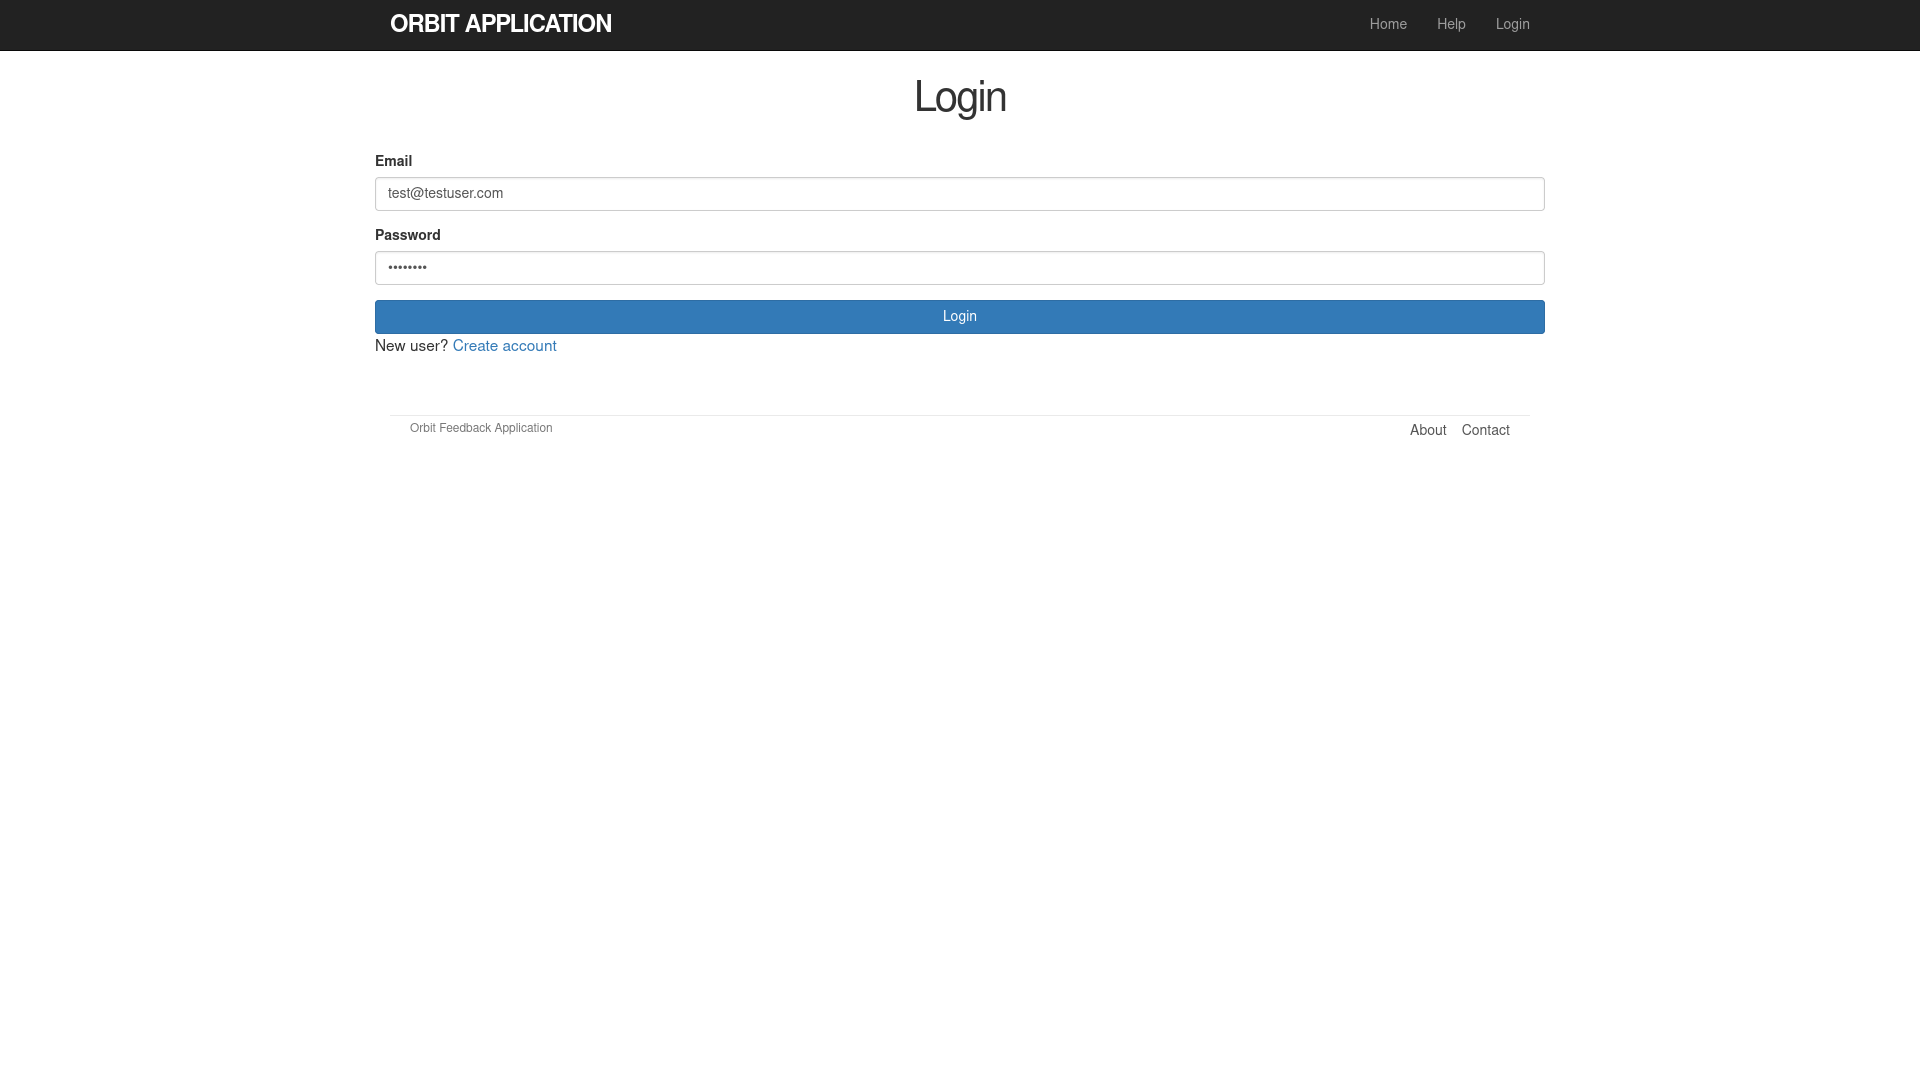 ORBIT APPLICATION
Home Help Login
Login
Email
test@testuser.com
Password
••••••••
Login
New user? Create account
Orbit Feedback Application
About Contact